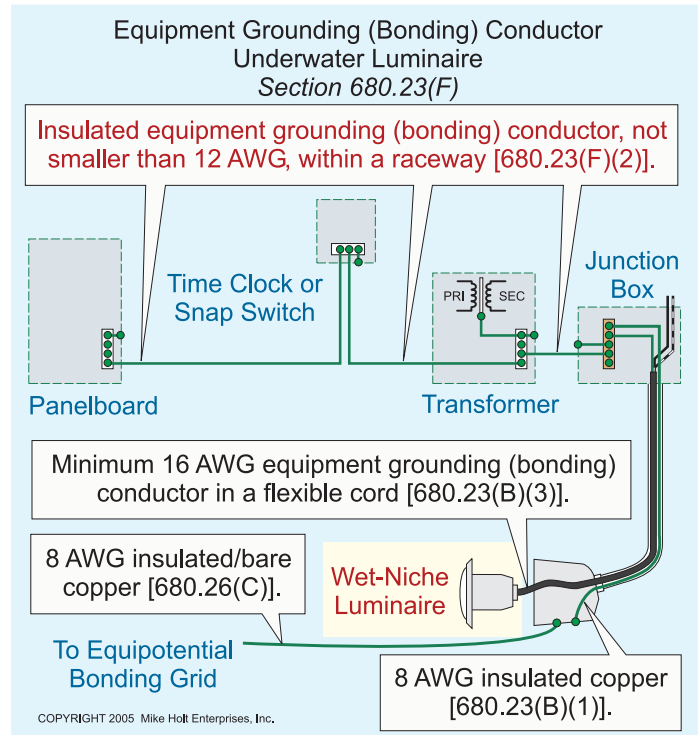 Equipment Grounding (Bonding) Conductor
Underwater Luminaire
Section 680.23(F)
Insulated equipment grounding (bonding) conductor, not
smaller than 12 AWG, within a raceway [680.23(F)(2)].
Time Clock or
Snap Switch
Junction
Box
PRI
SEC
Panelboard
Transformer
Minimum 16 AWG equipment grounding (bonding)
conductor in a flexible cord [680.23(B)(3)].
8 AWG insulated/bare
copper [680.26(C)].
Wet-Niche
Luminaire
To Equipotential
Bonding Grid
8 AWG insulated copper
[680.23(B)(1)].
COPYRIGHT 2005 Mike Holt Enterprises, Inc.